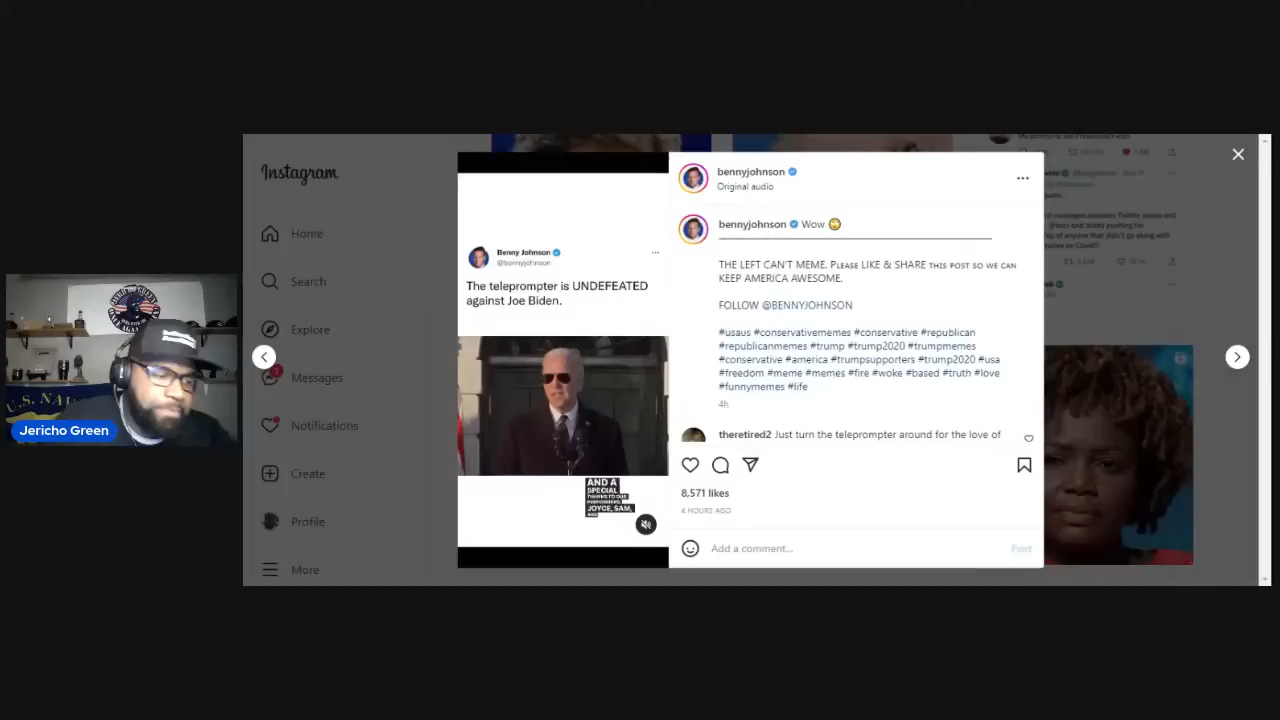 Instagram
Home
Search
Explore
Messages
1
Notifications
Create
Profile
More
U.S. NA
Jericho Green
Benny Johnson
@bennyjohnson
The teleprompter is UNDEFEATED
against Joe Biden.
AND A
SPECIAL
THANKS TO OUR
PERFORMERS
JOYCE, SAM,
AND
bennyjohnson
Original audio
bennyjohnson Wow
THE LEFT CAN'T MEME. Please LIKE & SHARE this post so we can
KEEP AMERICA AWESOME.
FOLLOW @BENNYJOHNSON
#usaus #conservativememes #conservative #republican
#republicanmemes #trump #trump2020 #trumpmemes
#conservative #america #trumpsupporters #trump2020 #usa
#freedom #meme #memes #fire #woke #based #truth #love
#funnymemes #life
4h
theretired2 Just turn the teleprompter around for the love of
8,571 likes
4 HOURS AGO
Add a comment...
Post